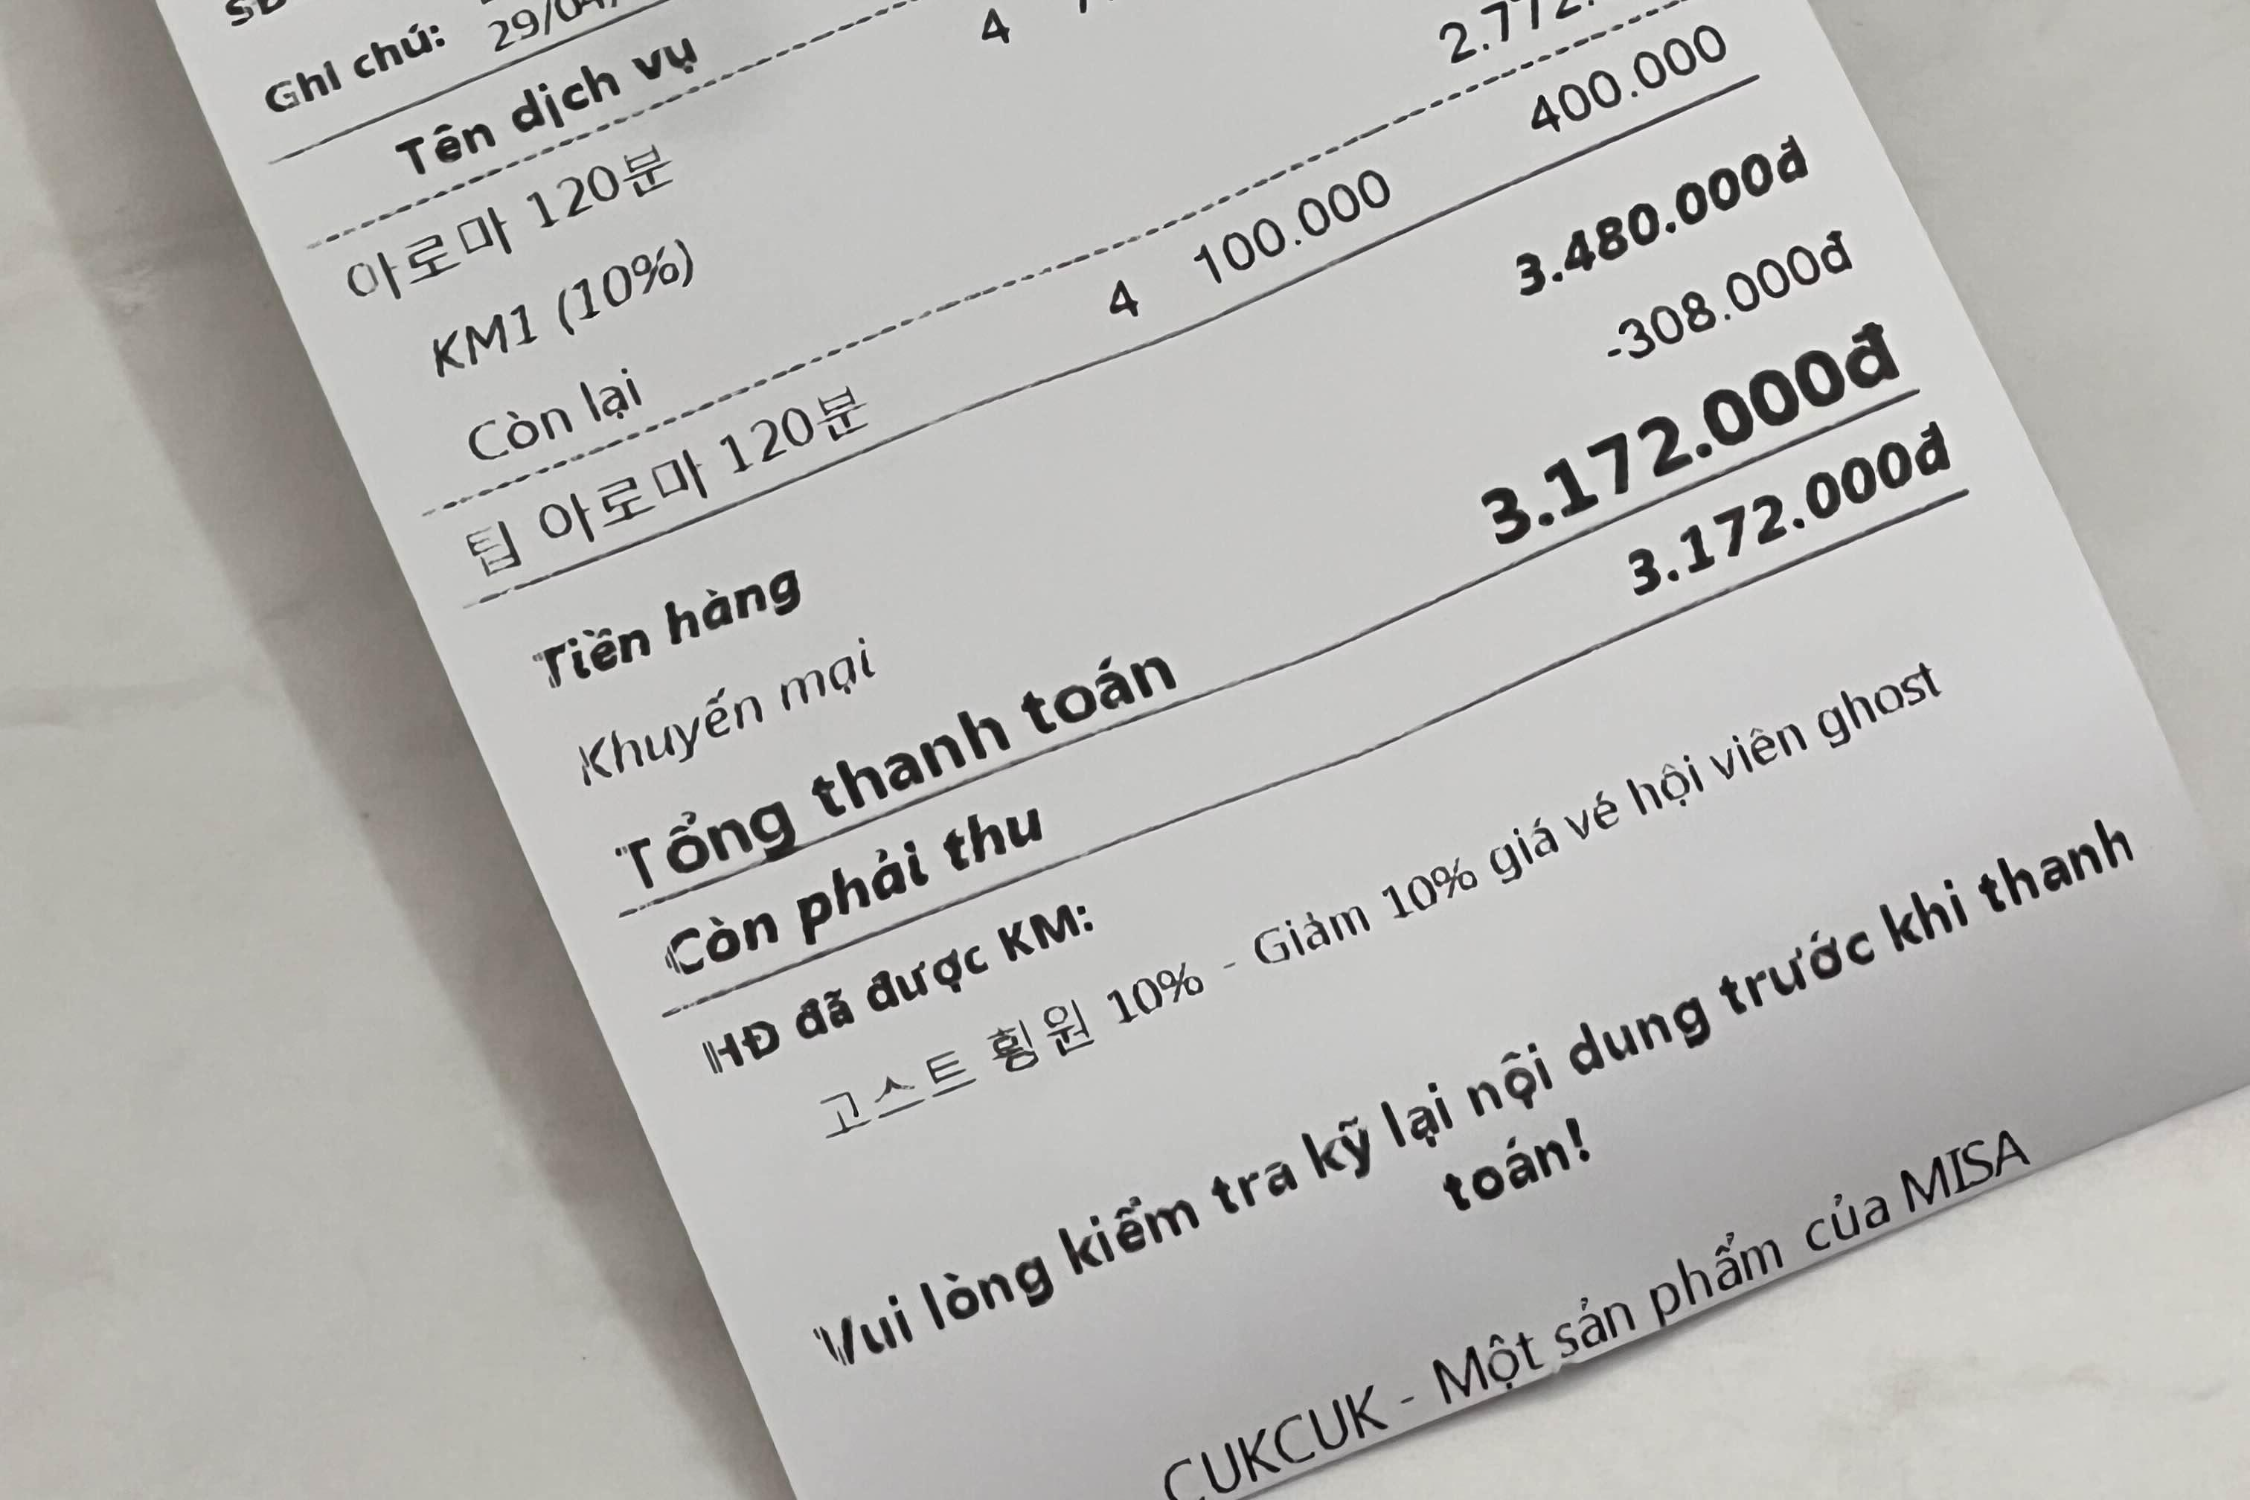 Ghi chú:
Tên dịch vụ
아로마 120분 4
KM1 (10%)
Còn lại
팁 아로마 120분 4 100.000 400.000
Tiền hàng 3.480.000đ
Khuyến mại -308.000đ
Tổng thanh toán 3.172.000đ
Còn phải thu 3.172.000đ
HĐ đã được KM:
고스트 횡원 10% - Giảm 10% giá vé hội viên ghost
Vui lòng kiểm tra kỹ lại nội dung trước khi thanh
toán!
CUKCUK - Một sản phẩm của MISA